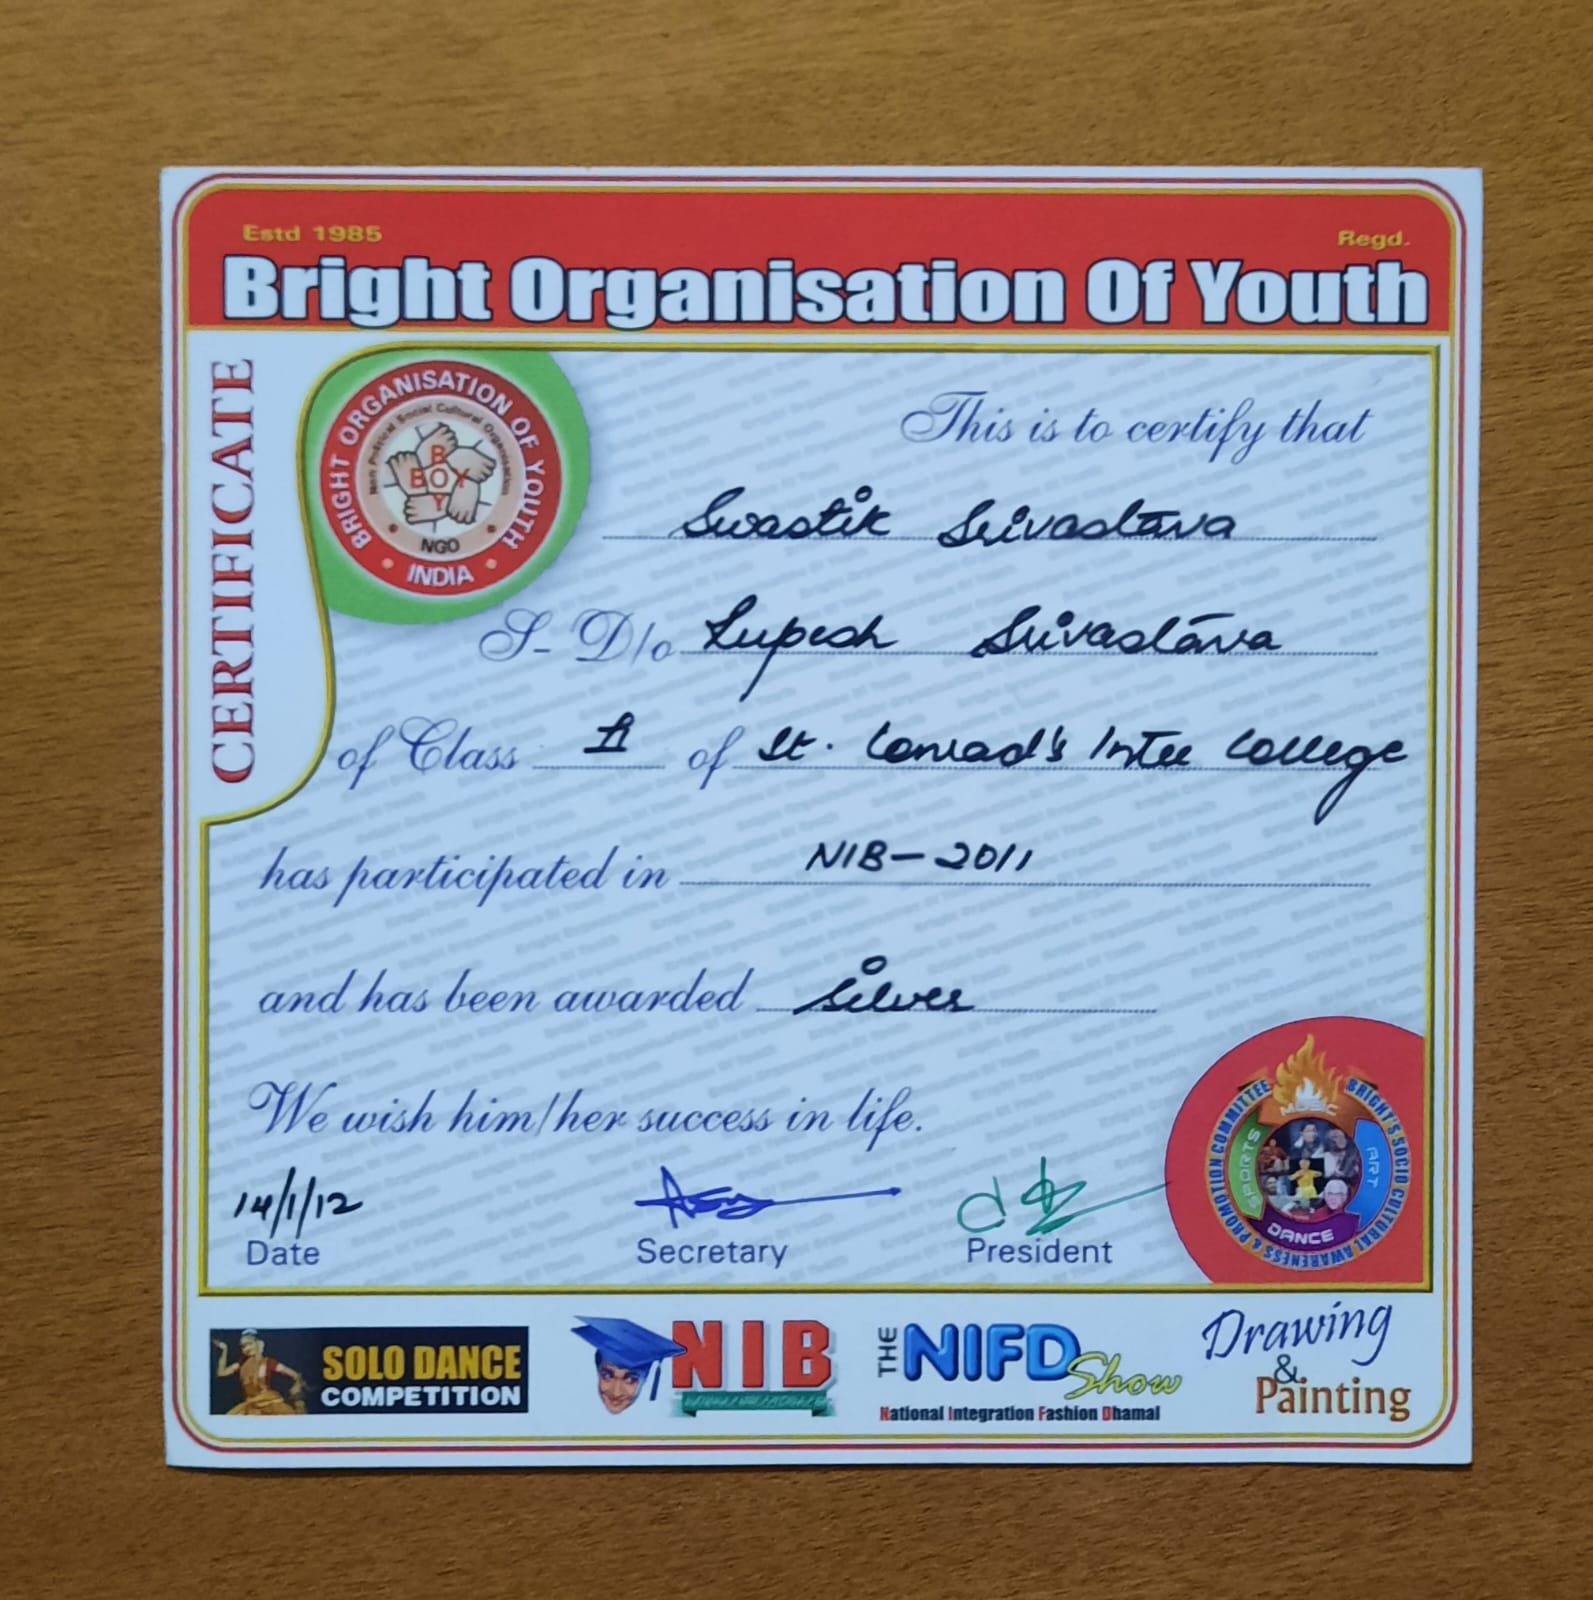 Estd 1985
Regd.
Bright Organisation Of Youth
CERTIFICATE
BRIGHT ORGANISATION OF YOUTH
Non Political Social Cultural Organisation
BOY
NGO
INDIA
This is to certify that
Swastik Srivastava
S- D/o Rupesh Srivastava
of Class of St. Conrad's Inter College
has participated in NIB-2011
and has been awarded Silver
We wish him/her success in life.
14/1/12
Date
Secretary
President
BRIGHT'S SOCIO CULTURAL AWARENESS & PROMOTION COMMITTEE
MUSIC
SPORTS
ART
DANCE
SOLO DANCE
COMPETITION
NIB
THE NIFD Show
National Integration Fashion Dhamal
Drawing
&
Painting